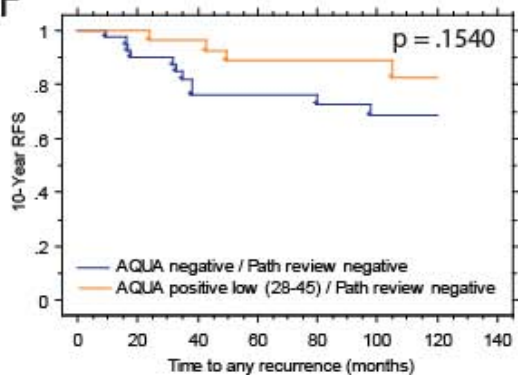 F
p = .1540
1
.8
.6
.4
.2
0
10-Year RFS
AQUA negative / Path review negative
AQUA positive low (28-45) / Path review negative
0 20 40 60 80 100 120 140
Time to any recurrence (months)